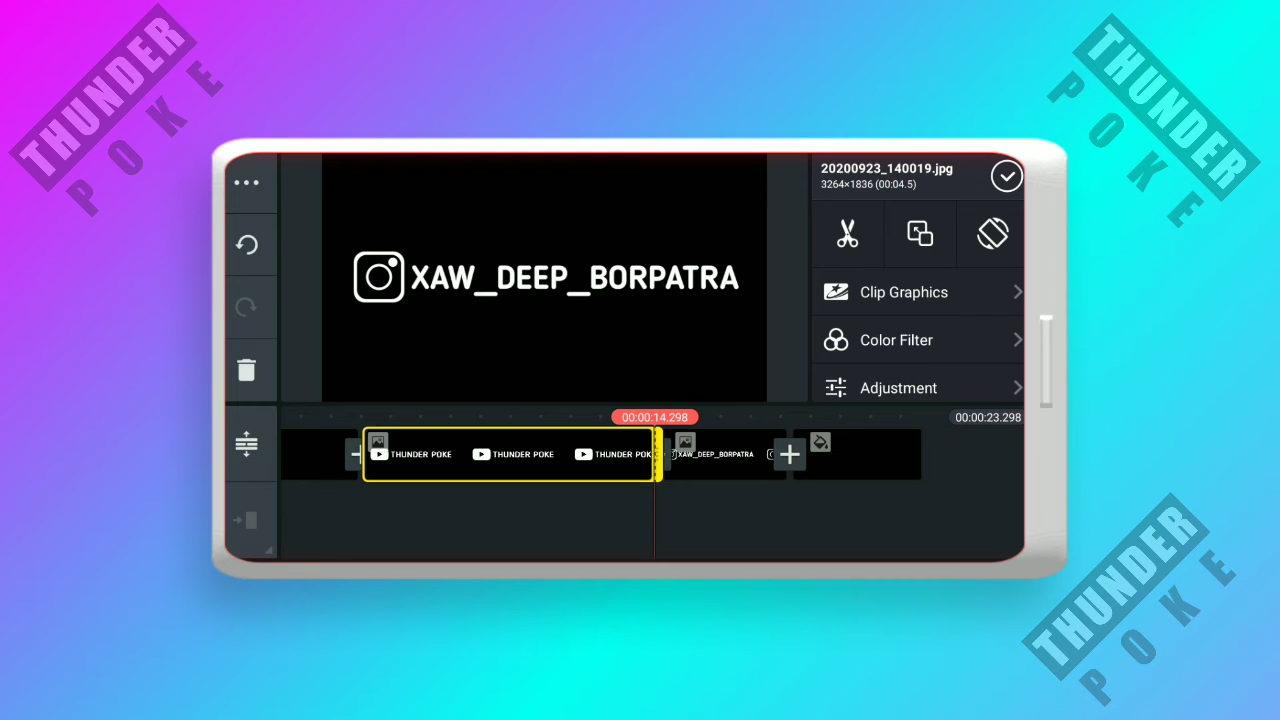 THUNDER
POKE
THUNDER
POKE
20200923_140019.jpg
3264×1836 (00:04.5)
XAW_DEEP_BORPATRA
Clip Graphics
Color Filter
Adjustment
00:00:14.298
00:00:23.298
THUNDER POKE THUNDER POKE THUNDER POK
XAW_DEEP_BORPATRA
THUNDER
POKE